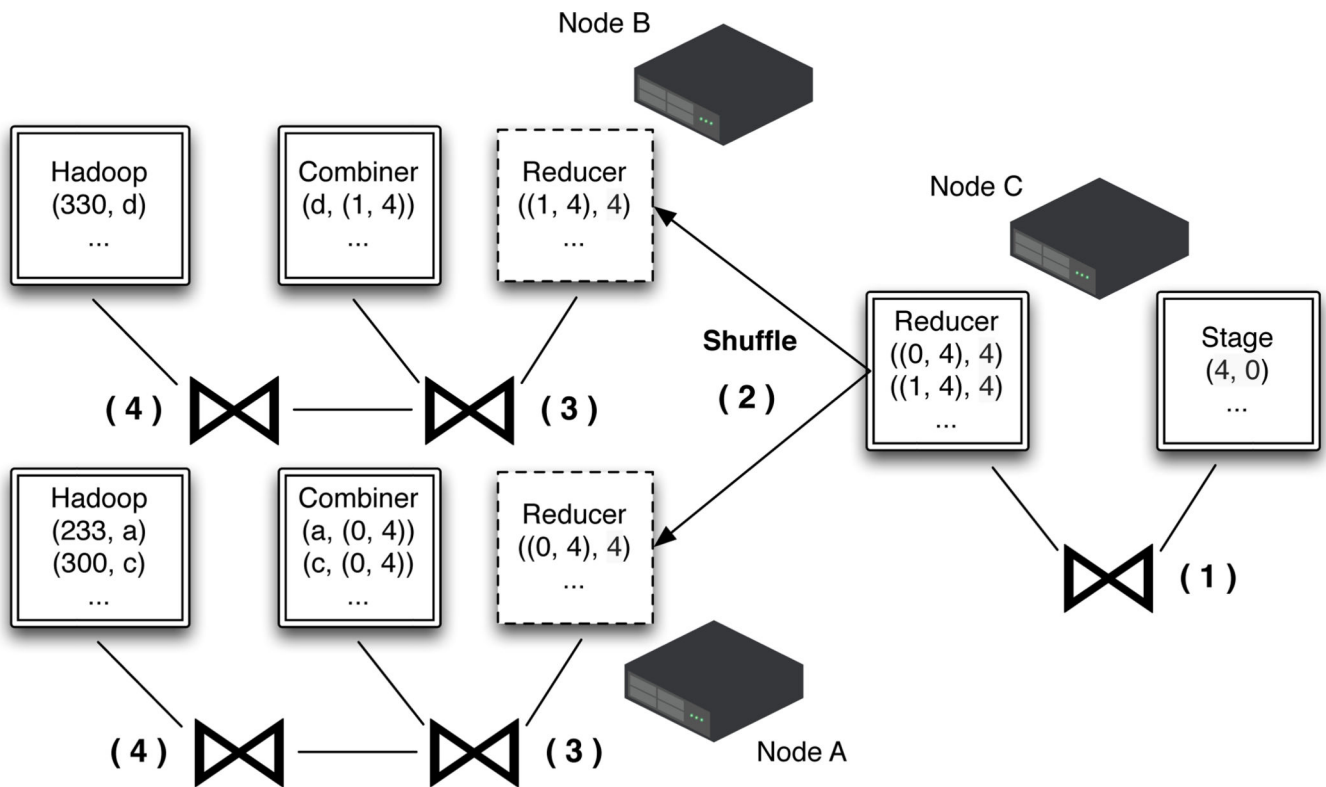 Node B
Hadoop
(330, d)
...
Combiner
(d, (1, 4))
...
Reducer
((1, 4), 4)
...
Node C
Reducer
((0, 4), 4)
((1, 4), 4)
...
Stage
(4, 0)
...
Shuffle
( 2 )
( 4 )
( 3 )
Hadoop
(233, a)
(300, c)
...
Combiner
(a, (0, 4))
(c, (0, 4))
...
Reducer
((0, 4), 4)
...
( 1 )
( 4 )
( 3 )
Node A